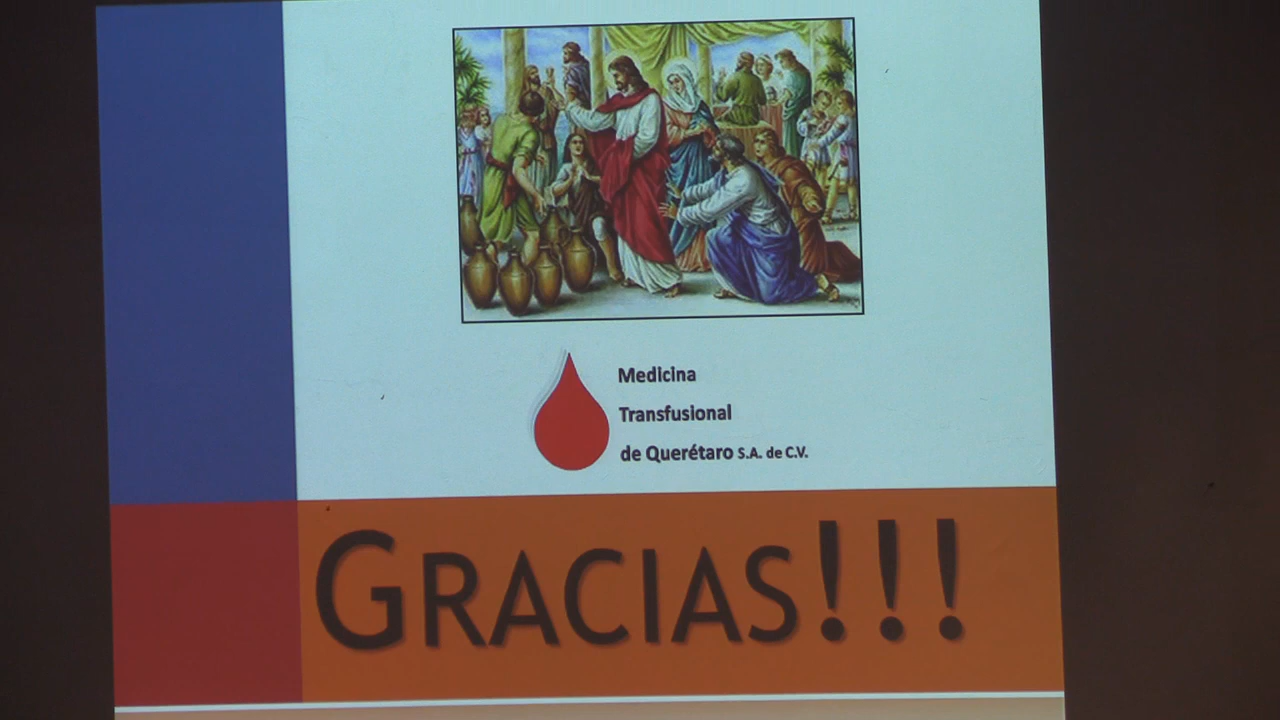 Medicina
Transfusional
de Querétaro S.A. de C.V.
GRACIAS!!!